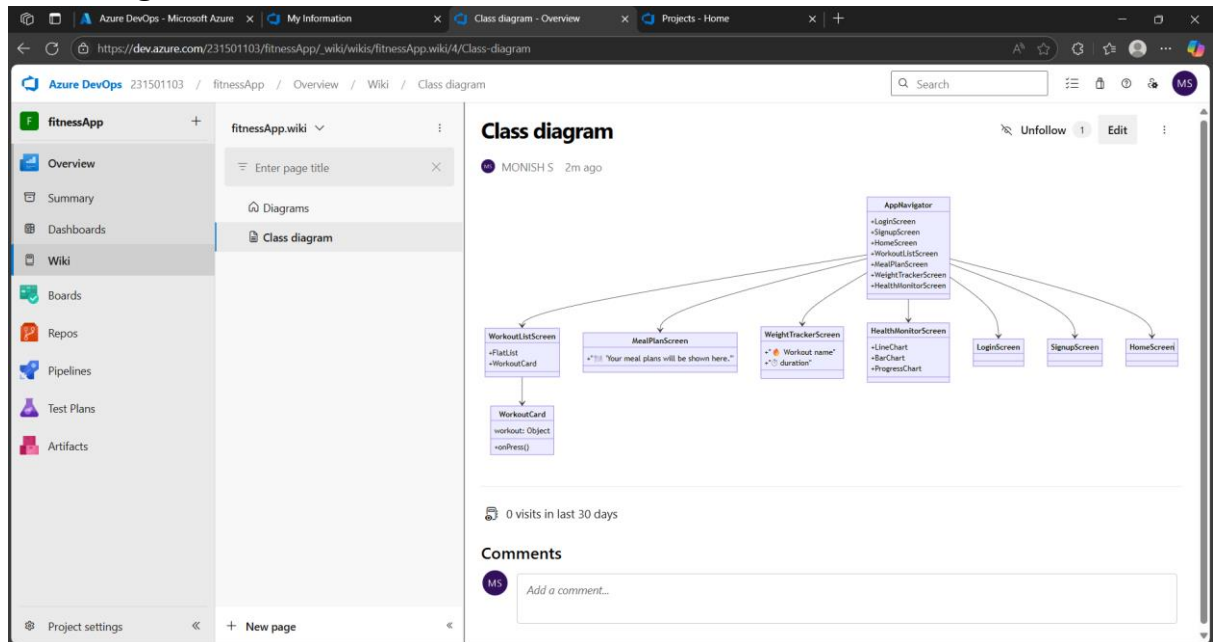 Azure DevOps - Microsoft Azure
My Information
Class diagram - Overview
Projects - Home
https://dev.azure.com/231501103/fitnessApp/_wiki/wikis/fitnessApp.wiki/4/Class-diagram
Azure DevOps 231501103 / fitnessApp / Overview / Wiki / Class diagram
Search
MS
F fitnessApp
Overview
Summary
Dashboards
Wiki
Boards
Repos
Pipelines
Test Plans
Artifacts
Project settings
fitnessApp.wiki
Enter page title
Diagrams
Class diagram
+ New page
Class diagram
Unfollow 1 Edit
MS MONISH S 2m ago
AppNavigator
+LoginScreen
+SignupScreen
+HomeScreen
+WorkoutListScreen
+MealPlanScreen
+WeightTrackerScreen
+HealthMonitorScreen
WorkoutListScreen
+FlatList
+WorkoutCard
MealPlanScreen
+"🍽 Your meal plans will be shown here."
WeightTrackerScreen
+"🔥 Workout name"
+"⏱ duration"
HealthMonitorScreen
+LineChart
+BarChart
+ProgressChart
LoginScreen
SignupScreen
HomeScreen
WorkoutCard
workout: Object
+onPress()
0 visits in last 30 days
Comments
MS
Add a comment...